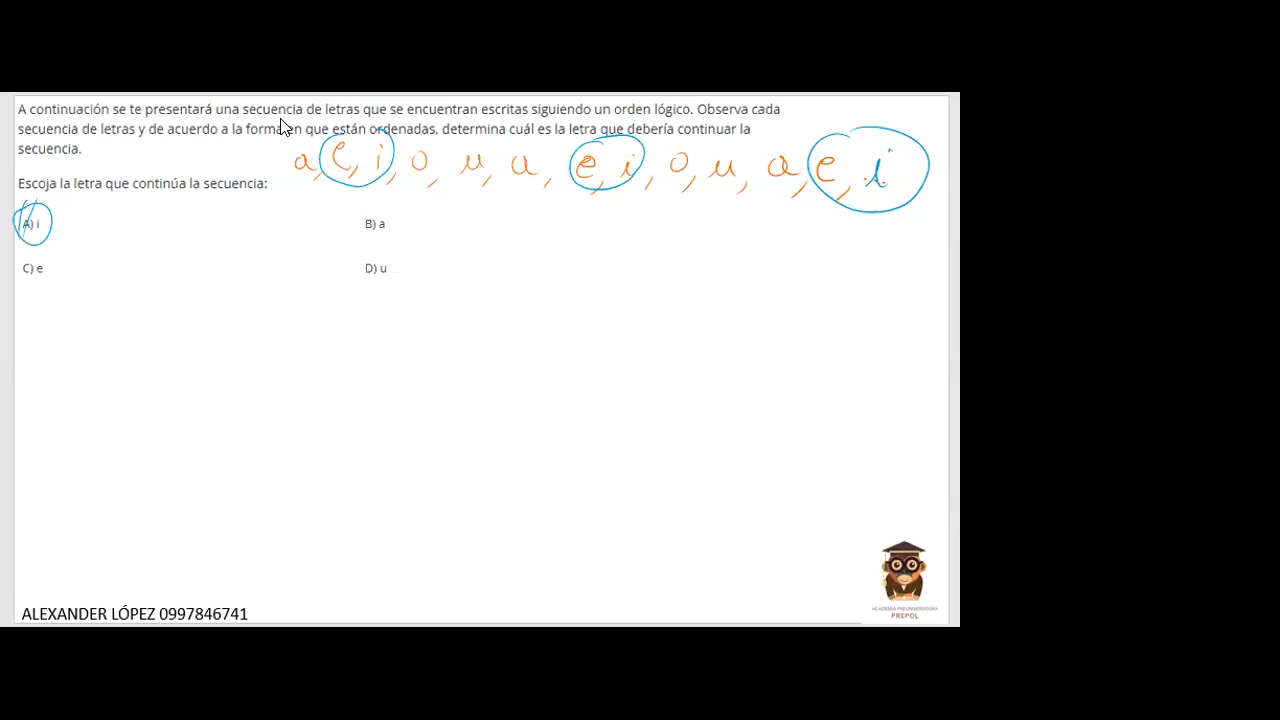 A continuación se te presentará una secuencia de letras que se encuentran escritas siguiendo un orden lógico. Observa cada
secuencia de letras y de acuerdo a la forma en que están ordenadas, determina cuál es la letra que debería continuar la
secuencia.
a, e, i, o, u, a, e, i, o, u, a, e, i
Escoja la letra que continúa la secuencia:
A) i B) a
C) e D) u
ACADEMIA PREUNIVERSITARIA
PREPOL
ALEXANDER LÓPEZ 0997846741